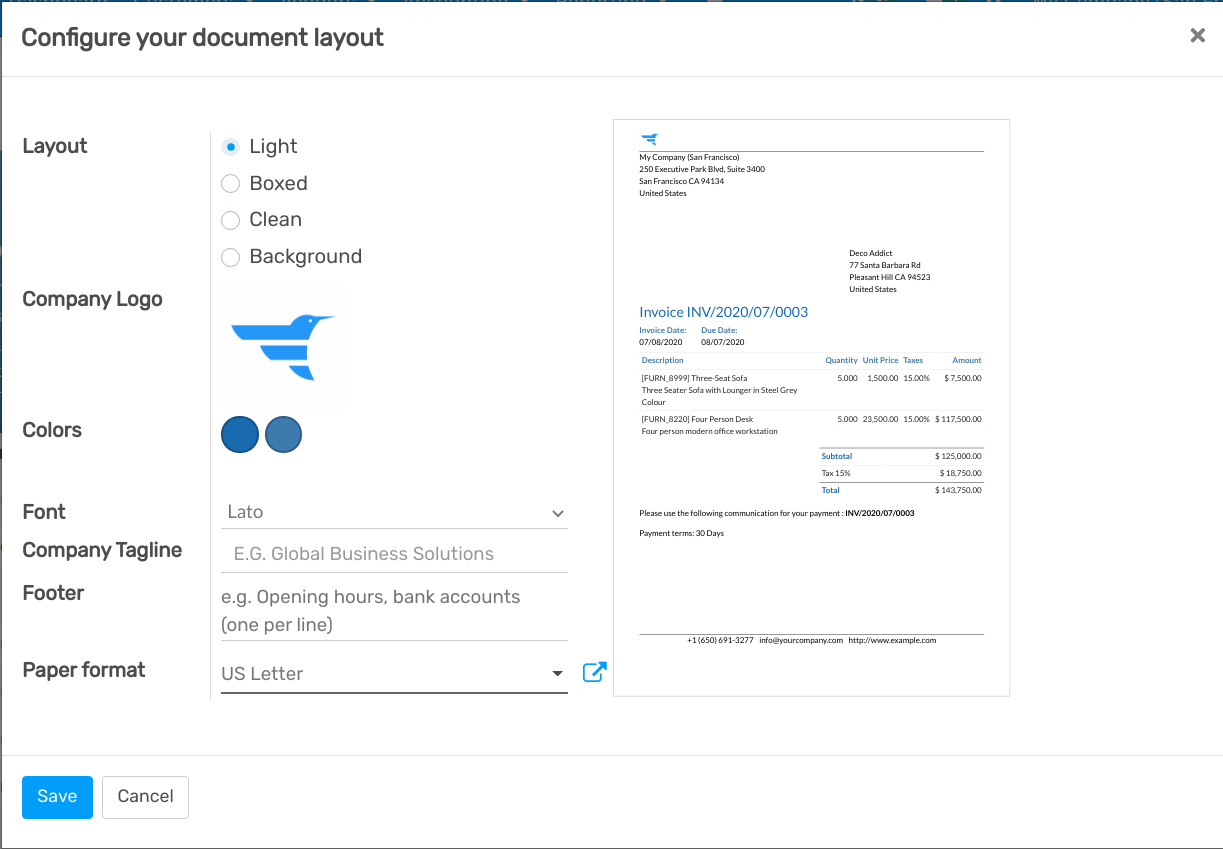 Configure your document layout
Layout
Light
Boxed
Clean
Background
Company Logo
Colors
Font
Lato
Company Tagline
E.G. Global Business Solutions
Footer
e.g. Opening hours, bank accounts
(one per line)
Paper format
US Letter
My Company (San Francisco)
250 Executive Park Blvd, Suite 3400
San Francisco CA 94134
United States
Deco Addict
77 Santa Barbara Rd
Pleasant Hill CA 94523
United States
Invoice INV/2020/07/0003
Invoice Date: Due Date:
07/08/2020 08/07/2020
Description Quantity Unit Price Taxes Amount
[FURN_8999] Three-Seat Sofa 5.000 1,500.00 15.00% $ 7,500.00
Three Seater Sofa with Lounger in Steel Grey
Colour
[FURN_8220] Four Person Desk 5.000 23,500.00 15.00% $ 117,500.00
Four person modern office workstation
Subtotal $ 125,000.00
Tax 15% $ 18,750.00
Total $ 143,750.00
Please use the following communication for your payment : INV/2020/07/0003
Payment terms: 30 Days
+1 (650) 691-3277 info@yourcompany.com http://www.example.com
Save
Cancel